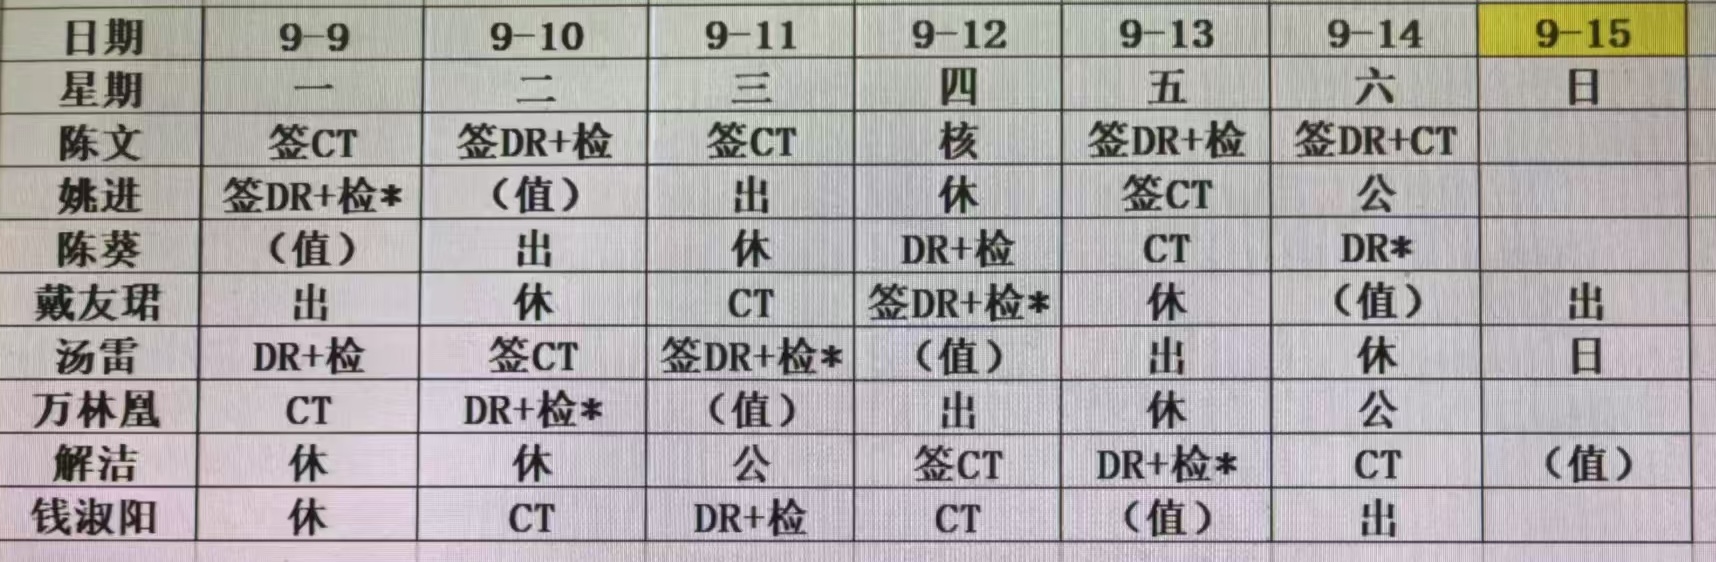 日期 9-9 9-10 9-11 9-12 9-13 9-14 9-15
星期 一 二 三 四 五 六 日
陈文 签CT 签DR+检 签CT 核 签DR+检 签DR+CT
姚进 签DR+检* （值） 出 休 签CT 公
陈葵 （值） 出 休 DR+检 CT DR*
戴友珺 出 休 CT 签DR+检* 休 （值） 出
汤雷 DR+检 签CT 签DR+检* （值） 出 休 日
万林凰 CT DR+检* （值） 出 休 公
解洁 休 休 公 签CT DR+检* CT （值）
钱淑阳 休 CT DR+检 CT （值） 出